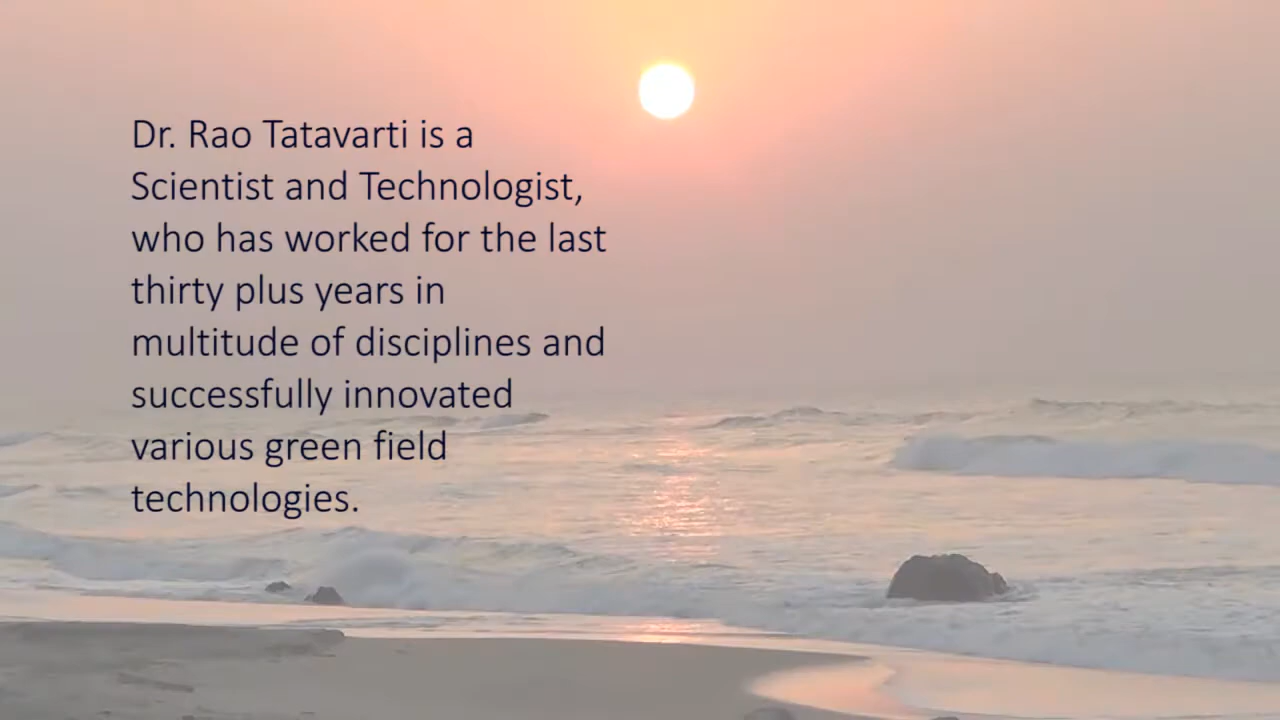 Dr. Rao Tatavarti is a
Scientist and Technologist,
who has worked for the last
thirty plus years in
multitude of disciplines and
successfully innovated
various green field
technologies.